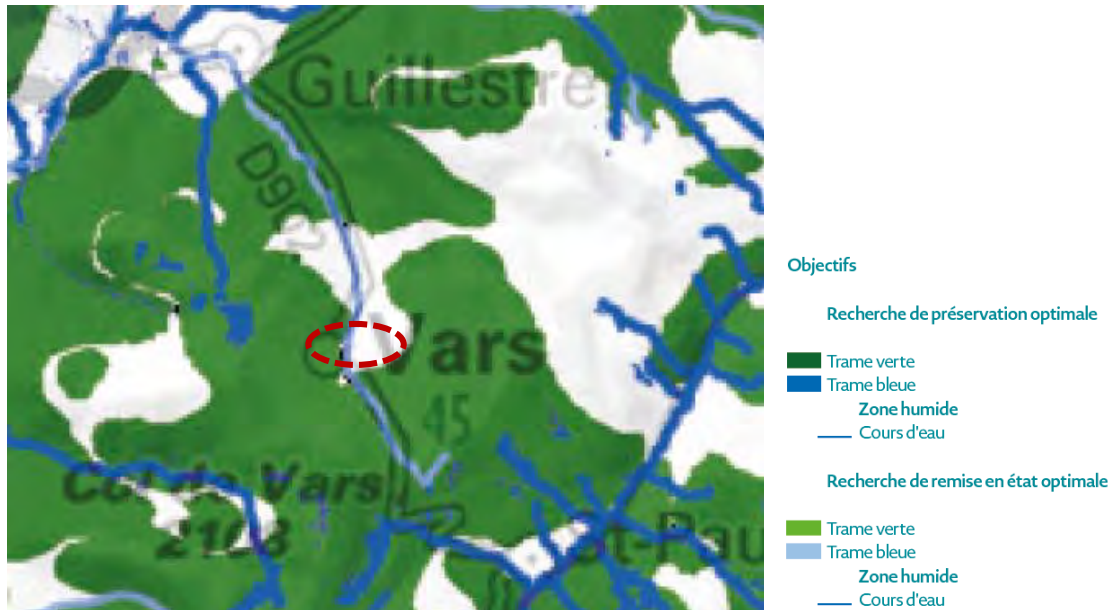 Guillestre
D902
Vars
45
Col de Vars
2108
St-Pau
Objectifs
Recherche de préservation optimale
Trame verte
Trame bleue
Zone humide
Cours d'eau
Recherche de remise en état optimale
Trame verte
Trame bleue
Zone humide
Cours d'eau